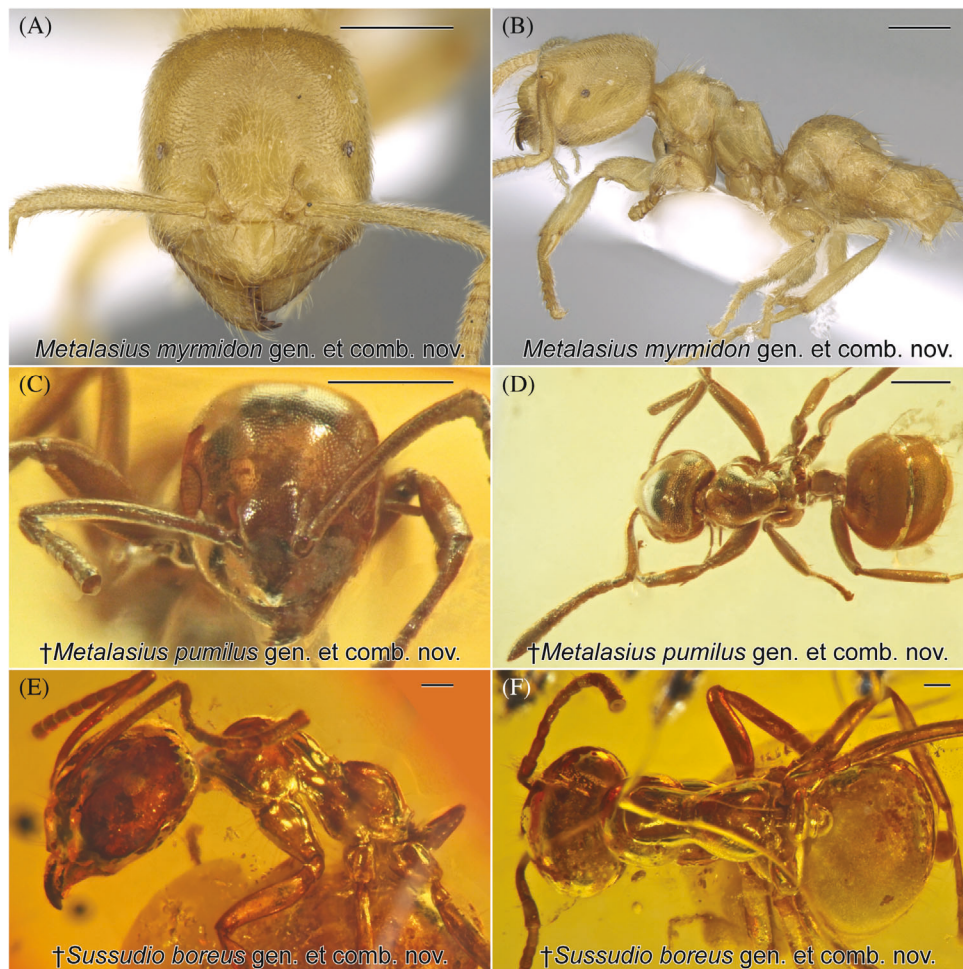 (A)
Metalasius myrmidon gen. et comb. nov.
(B)
Metalasius myrmidon gen. et comb. nov.
(C)
†Metalasius pumilus gen. et comb. nov.
(D)
†Metalasius pumilus gen. et comb. nov.
(E)
†Sussudio boreus gen. et comb. nov.
(F)
†Sussudio boreus gen. et comb. nov.